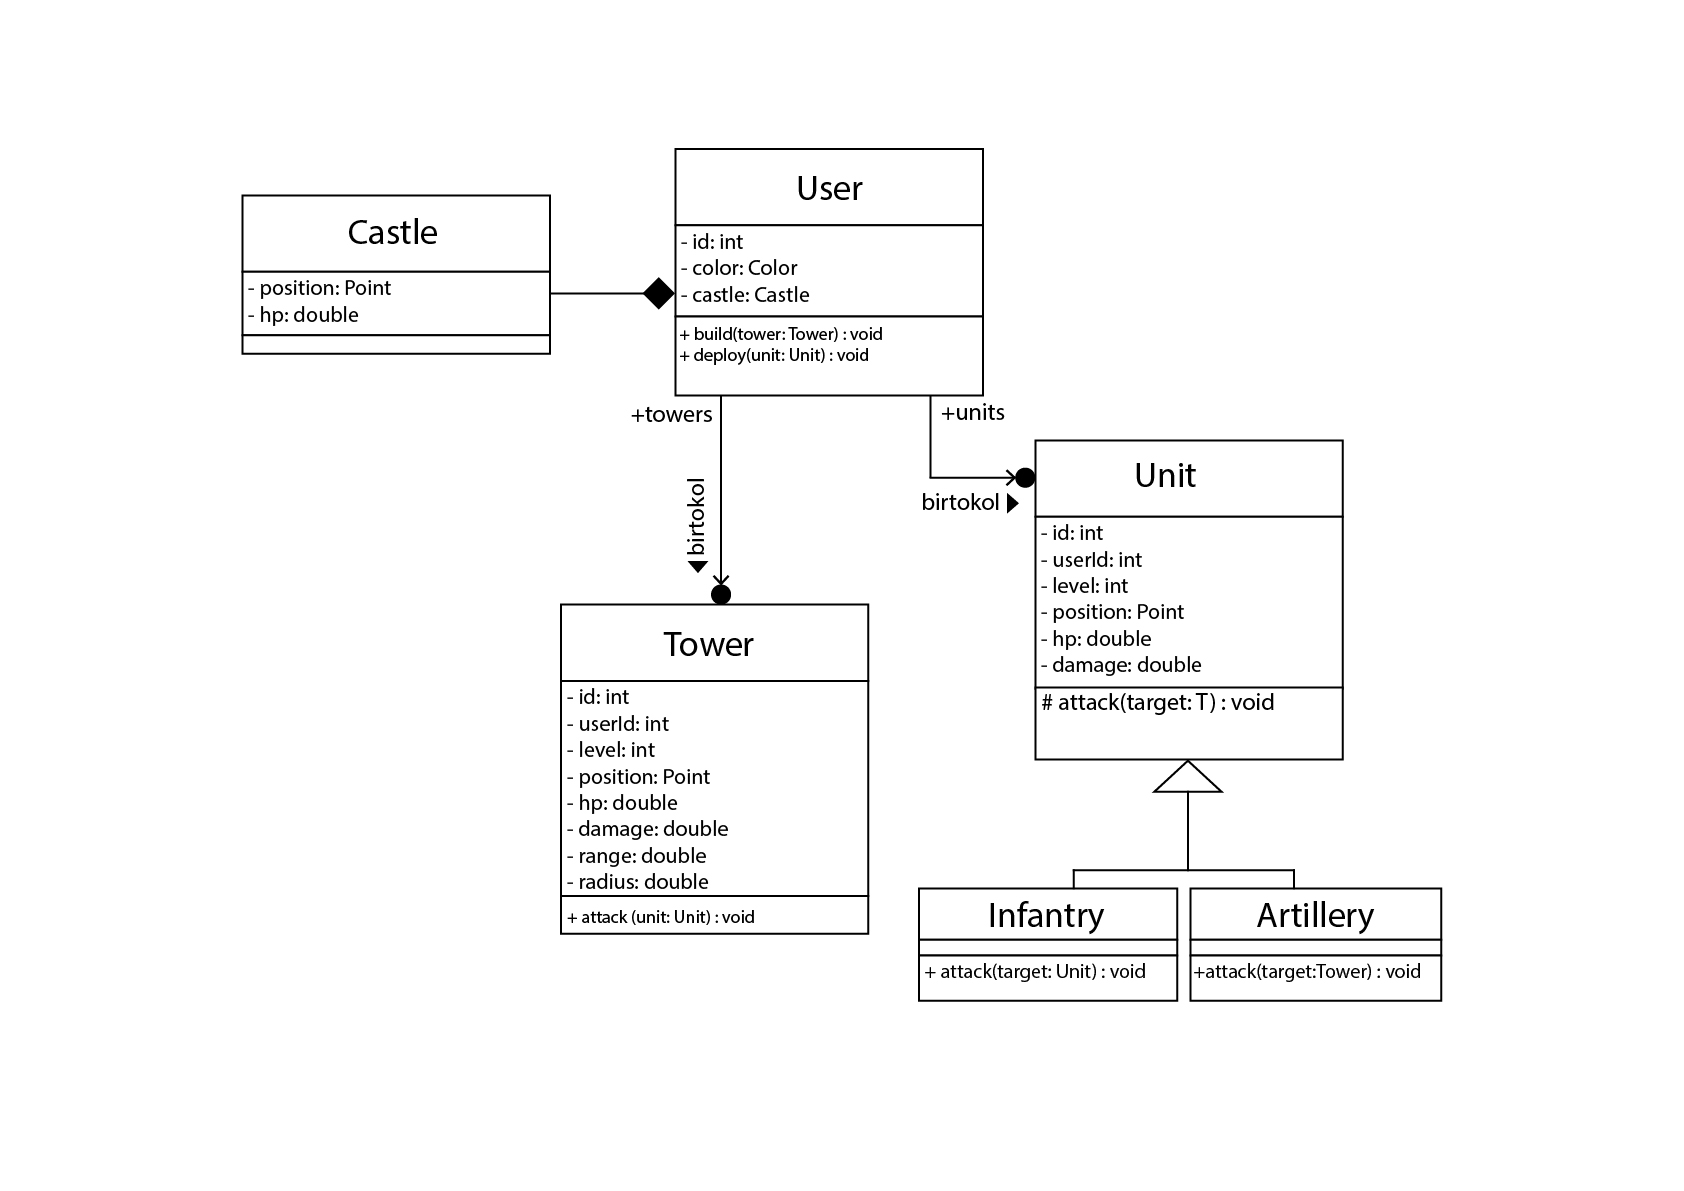 Castle
- position: Point
- hp: double
User
- id: int
- color: Color
- castle: Castle
+ build(tower: Tower) : void
+ deploy(unit: Unit) : void
+towers
birtokol
+units
birtokol
Tower
- id: int
- userId: int
- level: int
- position: Point
- hp: double
- damage: double
- range: double
- radius: double
+ attack (unit: Unit) : void
Unit
- id: int
- userId: int
- level: int
- position: Point
- hp: double
- damage: double
# attack(target: T) : void
Infantry
+ attack(target: Unit) : void
Artillery
+attack(target:Tower) : void